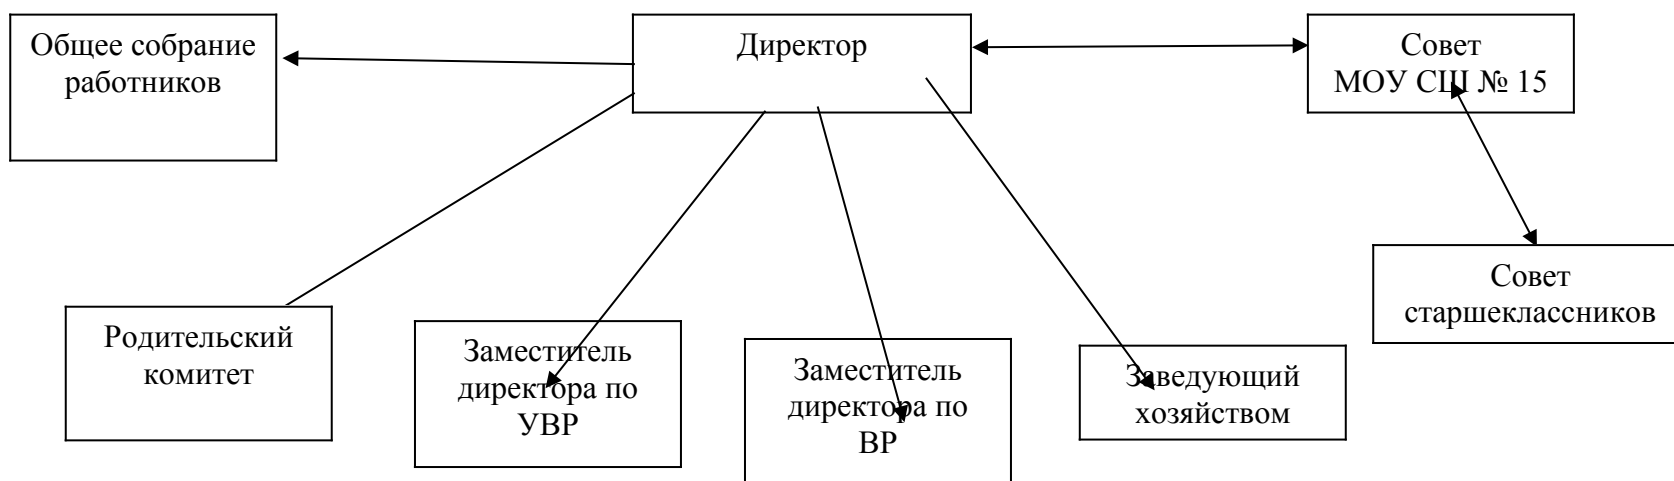 Общее собрание
работников
Директор
Совет
МОУ СШ № 15
Совет
старшеклассников
Родительский
комитет
Заместитель
директора по
УВР
Заместитель
директора по
ВР
Заведующий
хозяйством